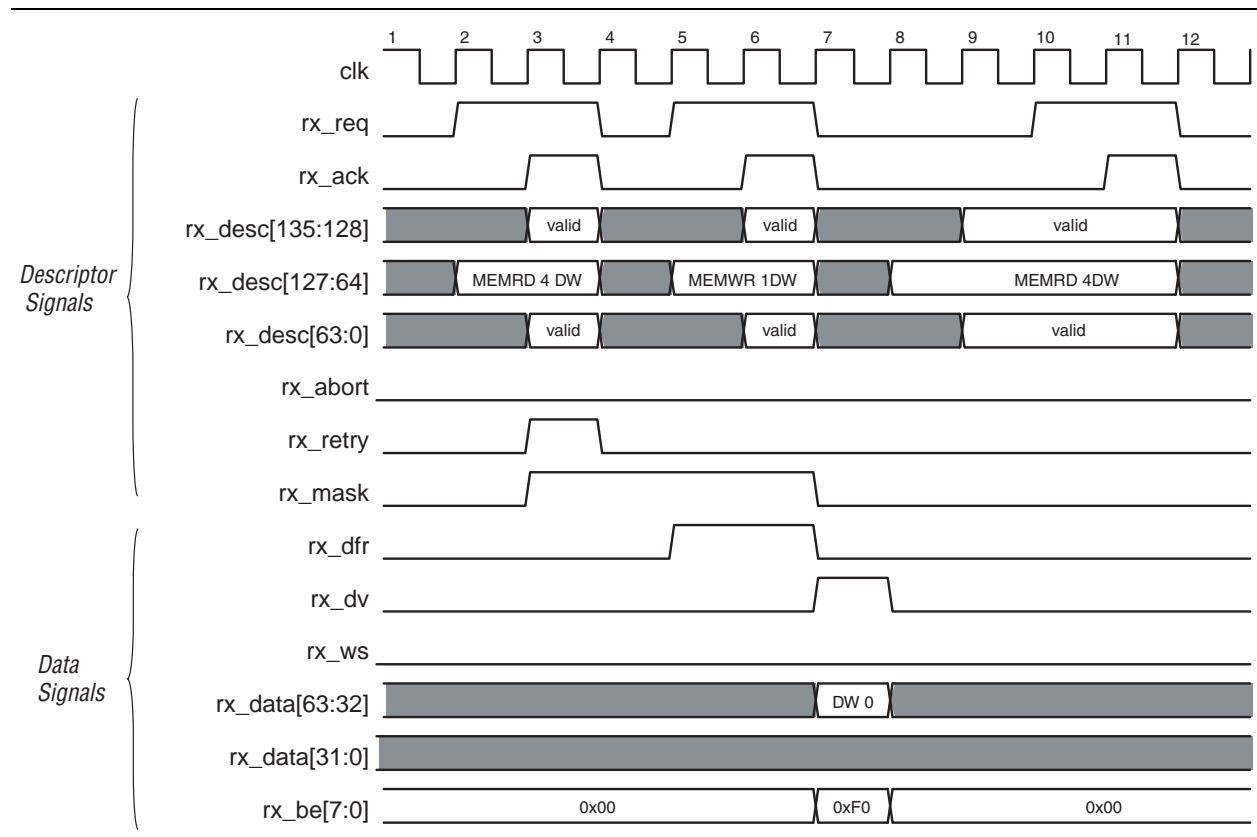 1 2 3 4 5 6 7 8 9 10 11 12
clk
Descriptor
Signals
rx_req
rx_ack
rx_desc[135:128] valid valid valid
rx_desc[127:64] MEMRD 4 DW MEMWR 1DW MEMRD 4DW
rx_desc[63:0] valid valid valid
rx_abort
rx_retry
rx_mask
Data
Signals
rx_dfr
rx_dv
rx_ws
rx_data[63:32] DW 0
rx_data[31:0]
rx_be[7:0] 0x00 0xF0 0x00